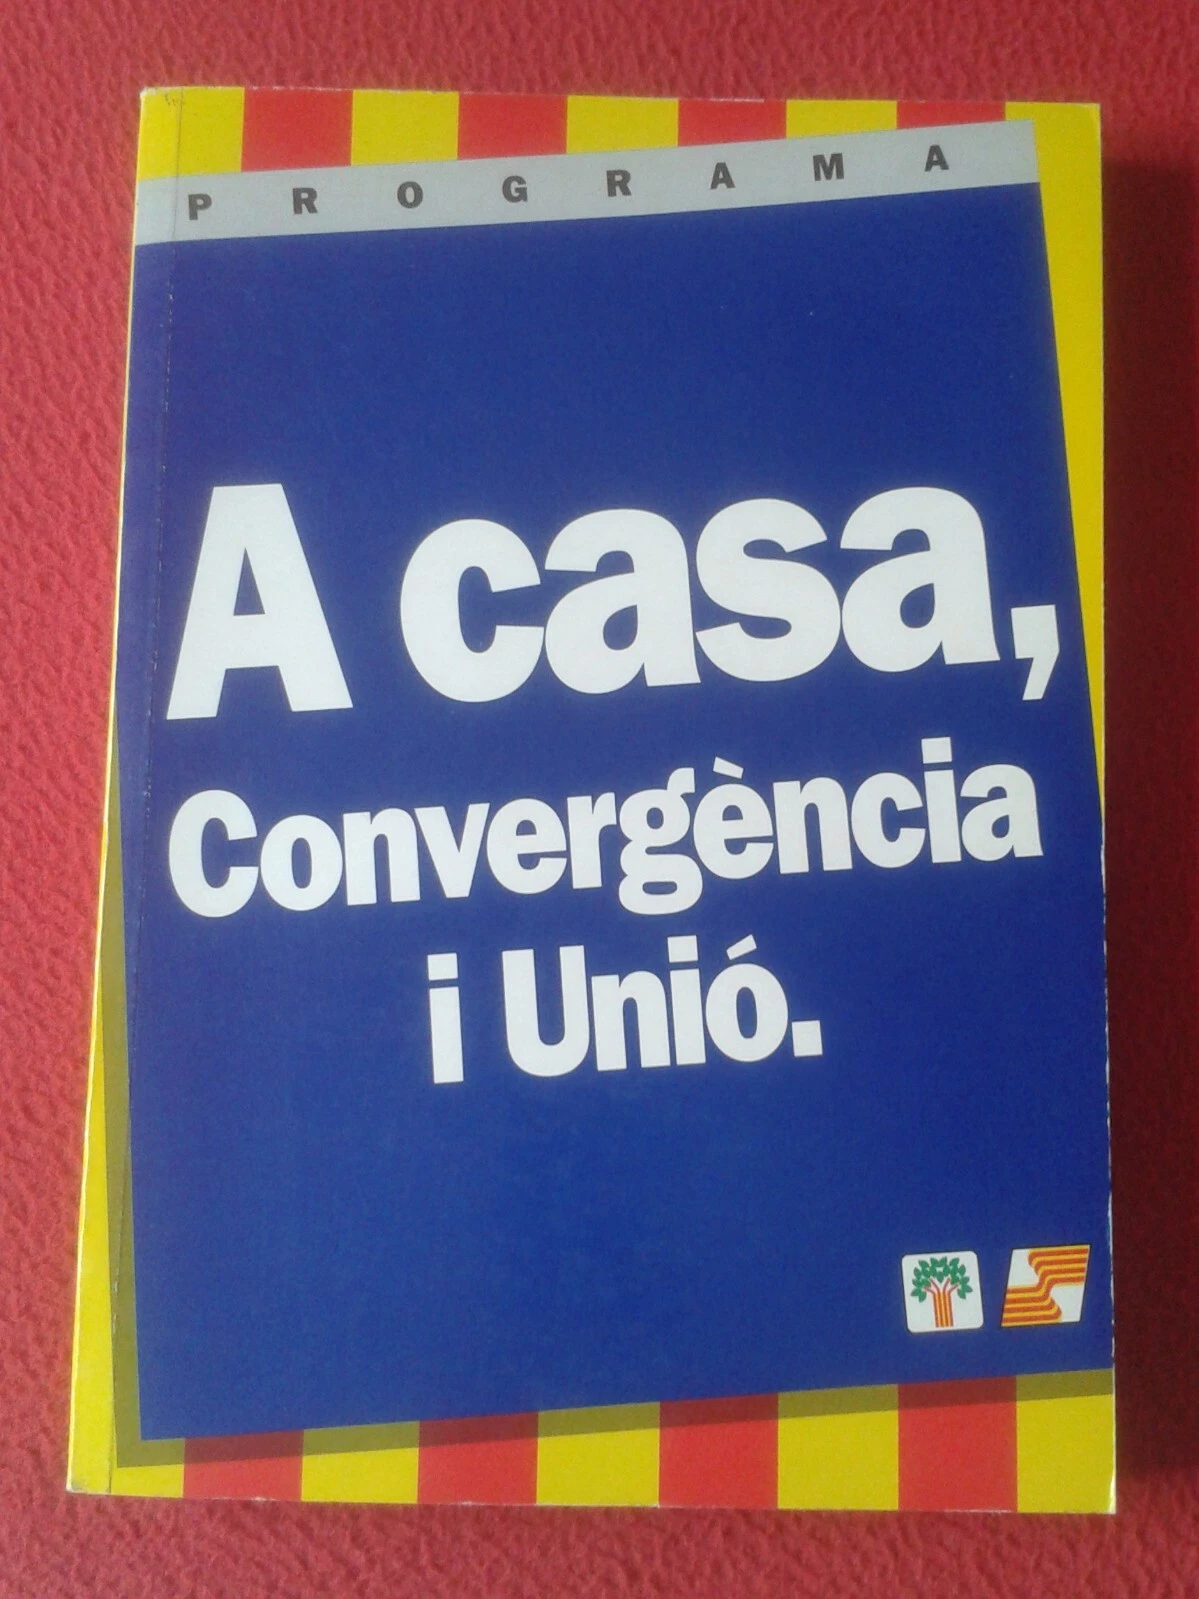 PROGRAMA
A casa,
Convergència
i Unió.